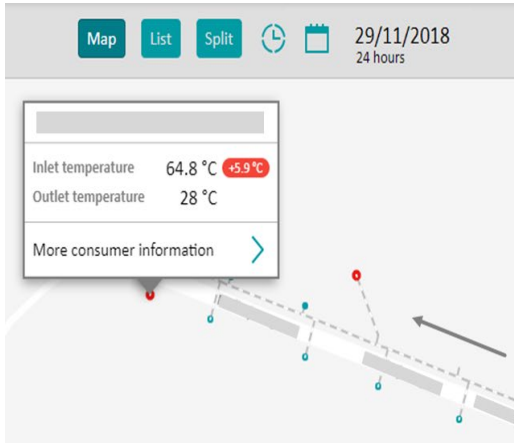 Map List Split 29/11/2018
24 hours
Inlet temperature 64.8 °C +5.9 °C
Outlet temperature 28 °C
More consumer information